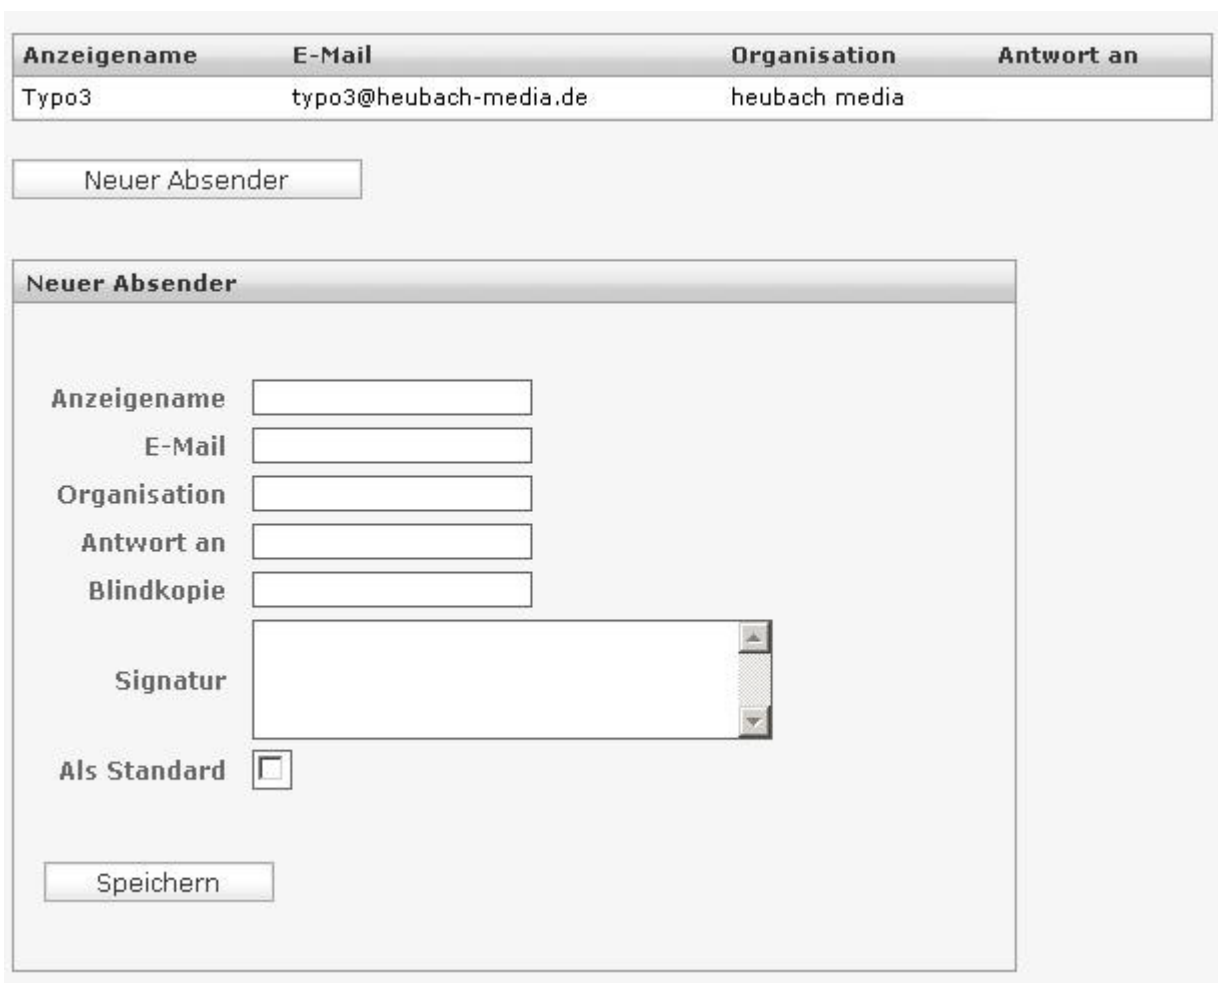 Anzeigename E-Mail Organisation Antwort an
Typo3 typo3@heubach-media.de heubach media
Neuer Absender
Neuer Absender
Anzeigename
E-Mail
Organisation
Antwort an
Blindkopie
Signatur
Als Standard
Speichern